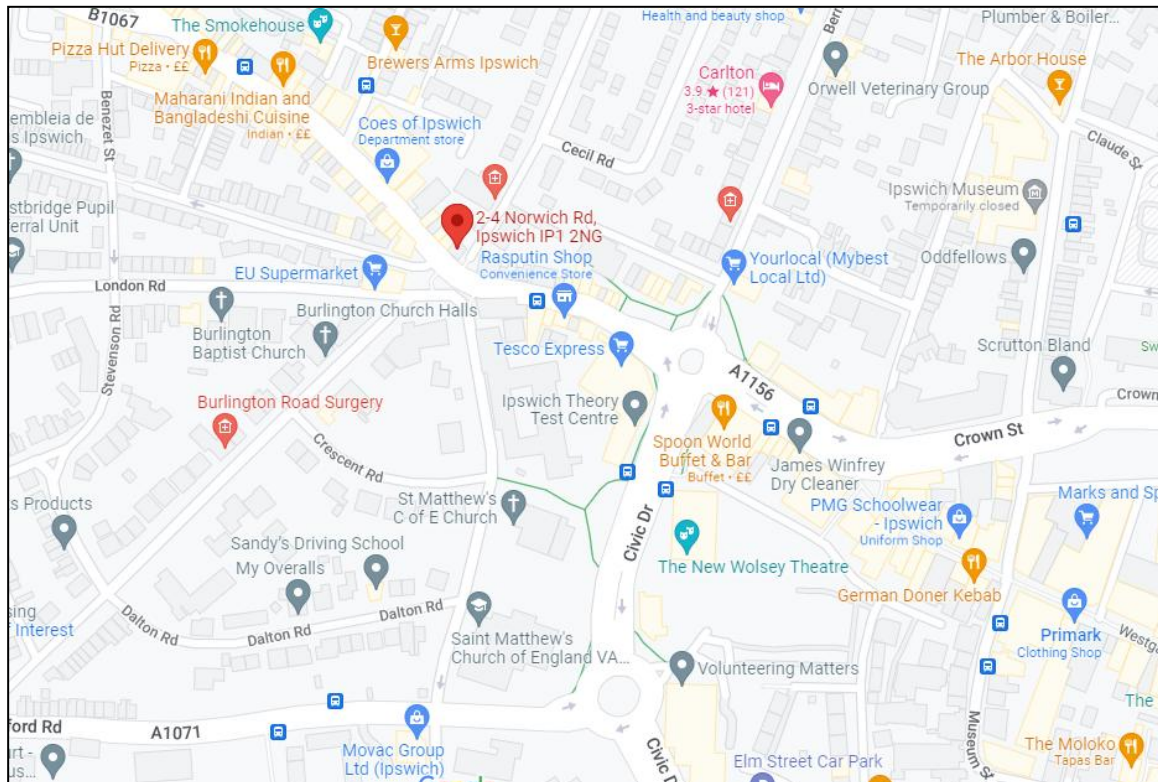 B1067
The Smokehouse
Health and beauty shop
Plumber & Boiler...
Pizza Hut Delivery
Pizza • ££
Brewers Arms Ipswich
Carlton
3.9 ★ (121)
3-star hotel
Orwell Veterinary Group
The Arbor House
Benezet St
Maharani Indian and
Bangladeshi Cuisine
Indian • ££
Coes of Ipswich
Department store
Cecil Rd
Claude St
Ipswich Museum
Temporarily closed
2-4 Norwich Rd,
Ipswich IP1 2NG
Rasputin Shop
Convenience Store
EU Supermarket
Yourlocal (Mybest
Local Ltd)
Oddfellows
London Rd
Burlington Church Halls
Burlington
Baptist Church
Stevenson Rd
Tesco Express
Scrutton Bland
A1156
Crown
Burlington Road Surgery
Ipswich Theory
Test Centre
Crown St
Spoon World
Buffet & Bar
Buffet • ££
James Winfrey
Dry Cleaner
Crescent Rd
St Matthew's
C of E Church
PMG Schoolwear
- Ipswich
Uniform Shop
Marks and Sp
s Products
Civic Dr
Sandy's Driving School
My Overalls
The New Wolsey Theatre
German Doner Kebab
Dalton Rd
Dalton Rd
Dalton Rd
Interest
Saint Matthew's
Church of England VA...
Primark
Clothing Shop
Westga
Volunteering Matters
ford Rd
A1071
Movac Group
Ltd (Ipswich)
Civic D
Museum St
Elm Street Car Park
The Moloko
Tapas Bar